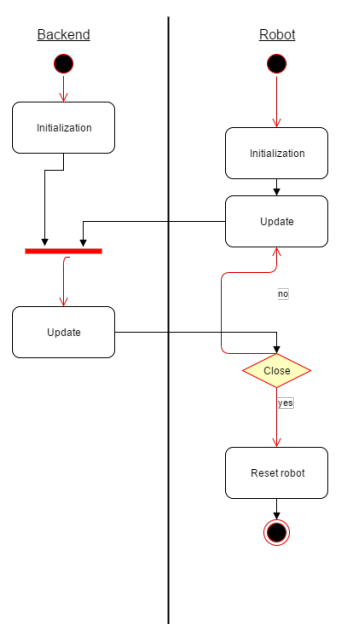 Backend
Robot
Initialization
Initialization
Update
no
Update
Close
yes
Reset robot